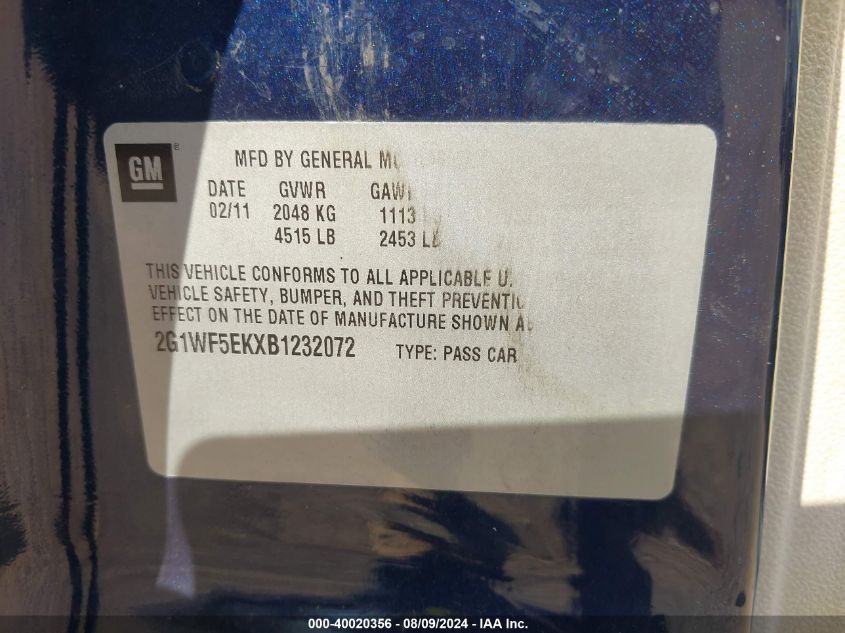 GM ®
MFD BY GENERAL
DATE GVWR
02/11 2048 KG 1113
4515 LB 2453
THIS VEHICLE CONFORMS TO ALL APPLICABLE U.
VEHICLE SAFETY, BUMPER, AND THEFT
EFFECT ON THE DATE OF MANUFACTURE SHOWN
2G1WF5EKXB1232072 TYPE: PASS CAR
000-40020356 - 08/09/2024 - IAA Inc.